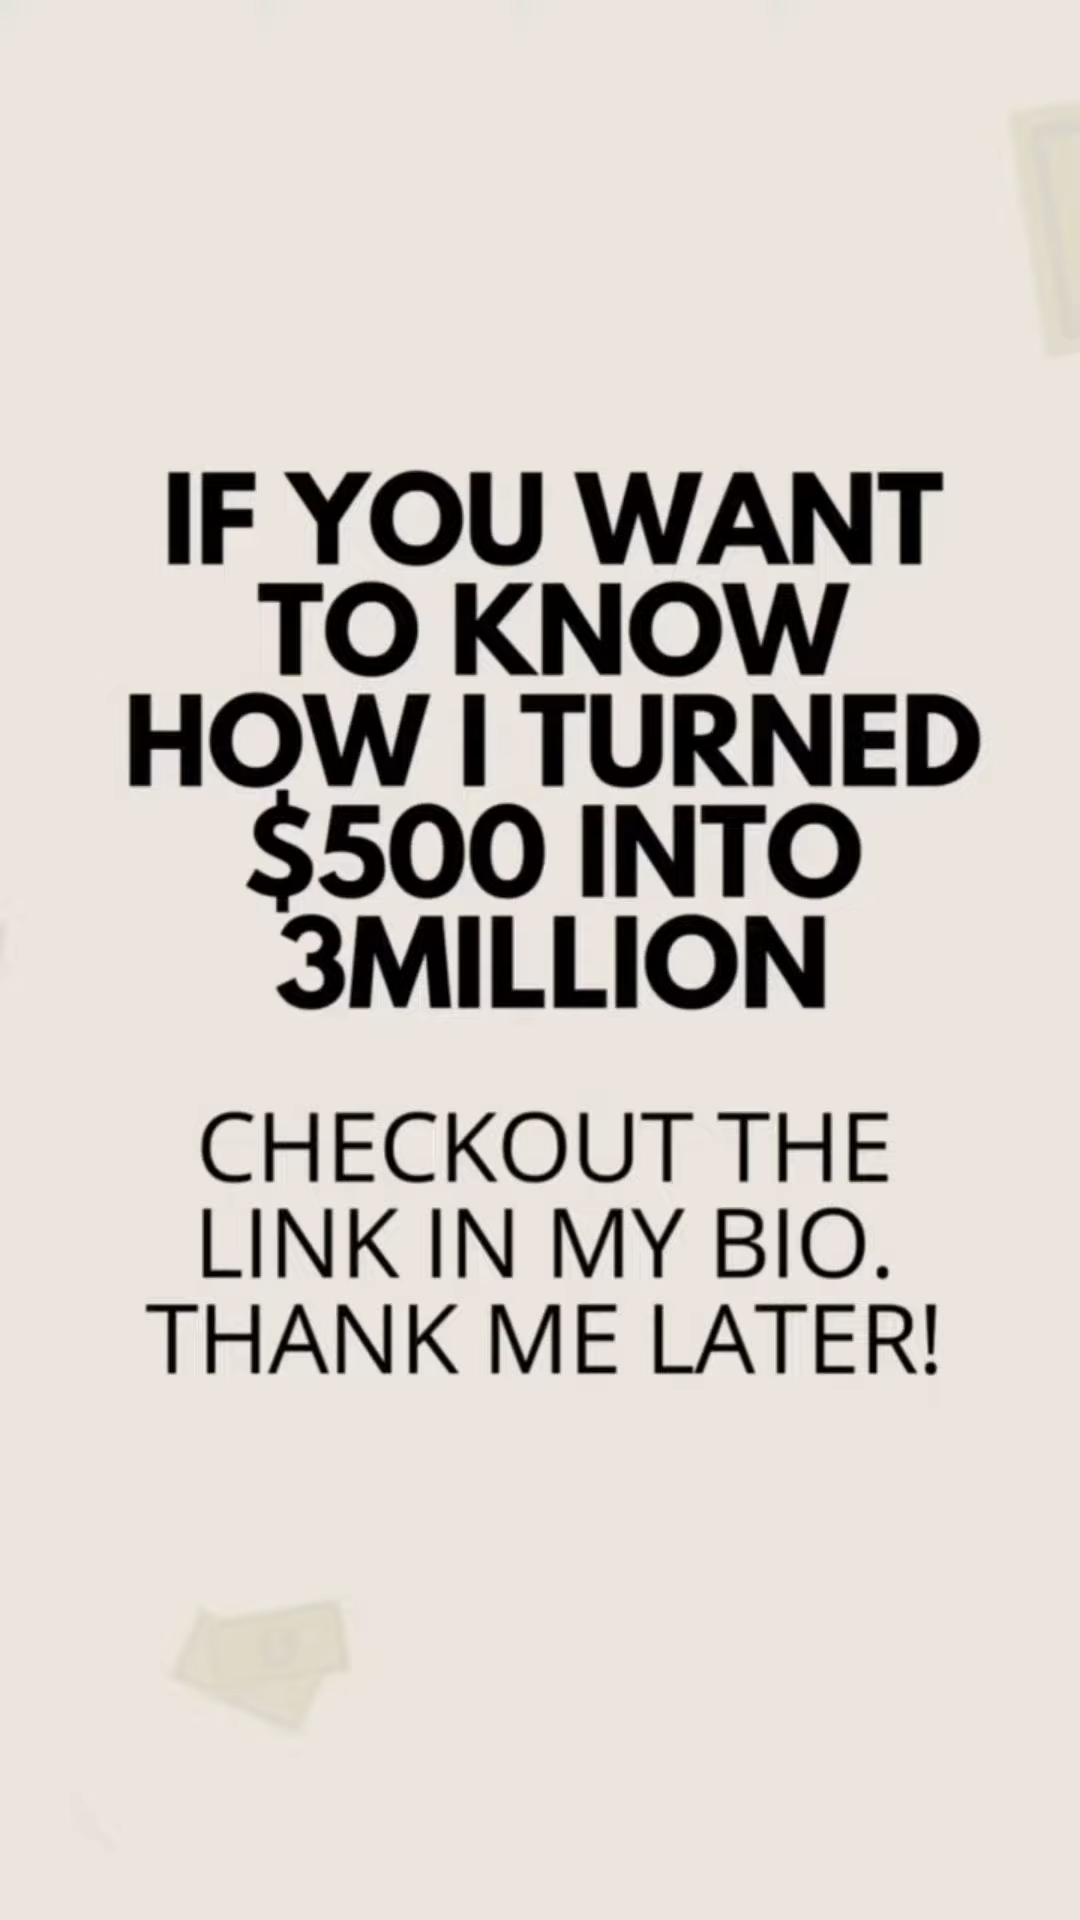 IF YOU WANT
TO KNOW
HOW I TURNED
$500 INTO
3MILLION
CHECKOUT THE
LINK IN MY BIO.
THANK ME LATER!